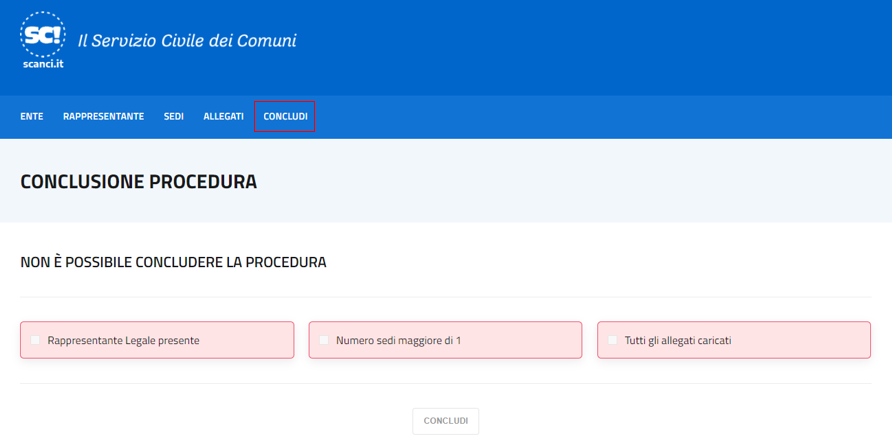 SC!
scanci.it
Il Servizio Civile dei Comuni
ENTE RAPPRESENTANTE SEDI ALLEGATI CONCLUDI
CONCLUSIONE PROCEDURA
NON È POSSIBILE CONCLUDERE LA PROCEDURA
Rappresentante Legale presente
Numero sedi maggiore di 1
Tutti gli allegati caricati
CONCLUDI